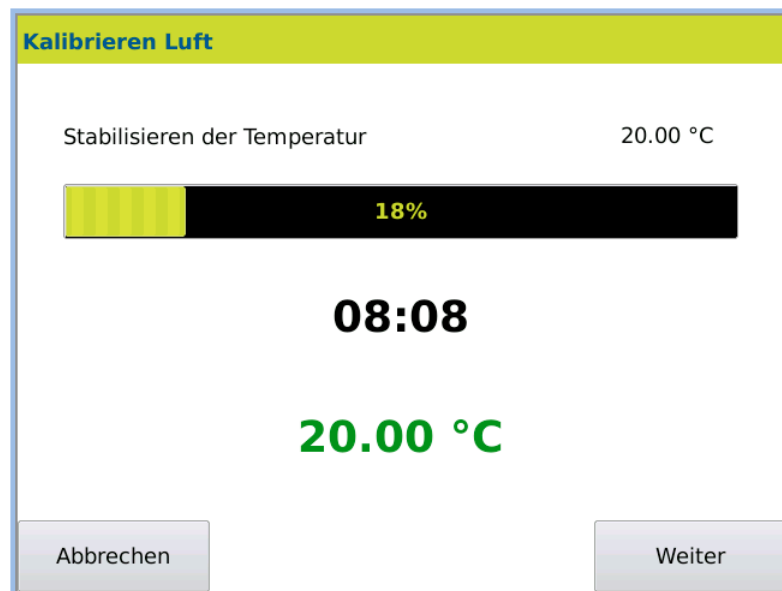 Kalibrieren Luft
Stabilisieren der Temperatur 20.00 °C
18%
08:08
20.00 °C
Abbrechen Weiter